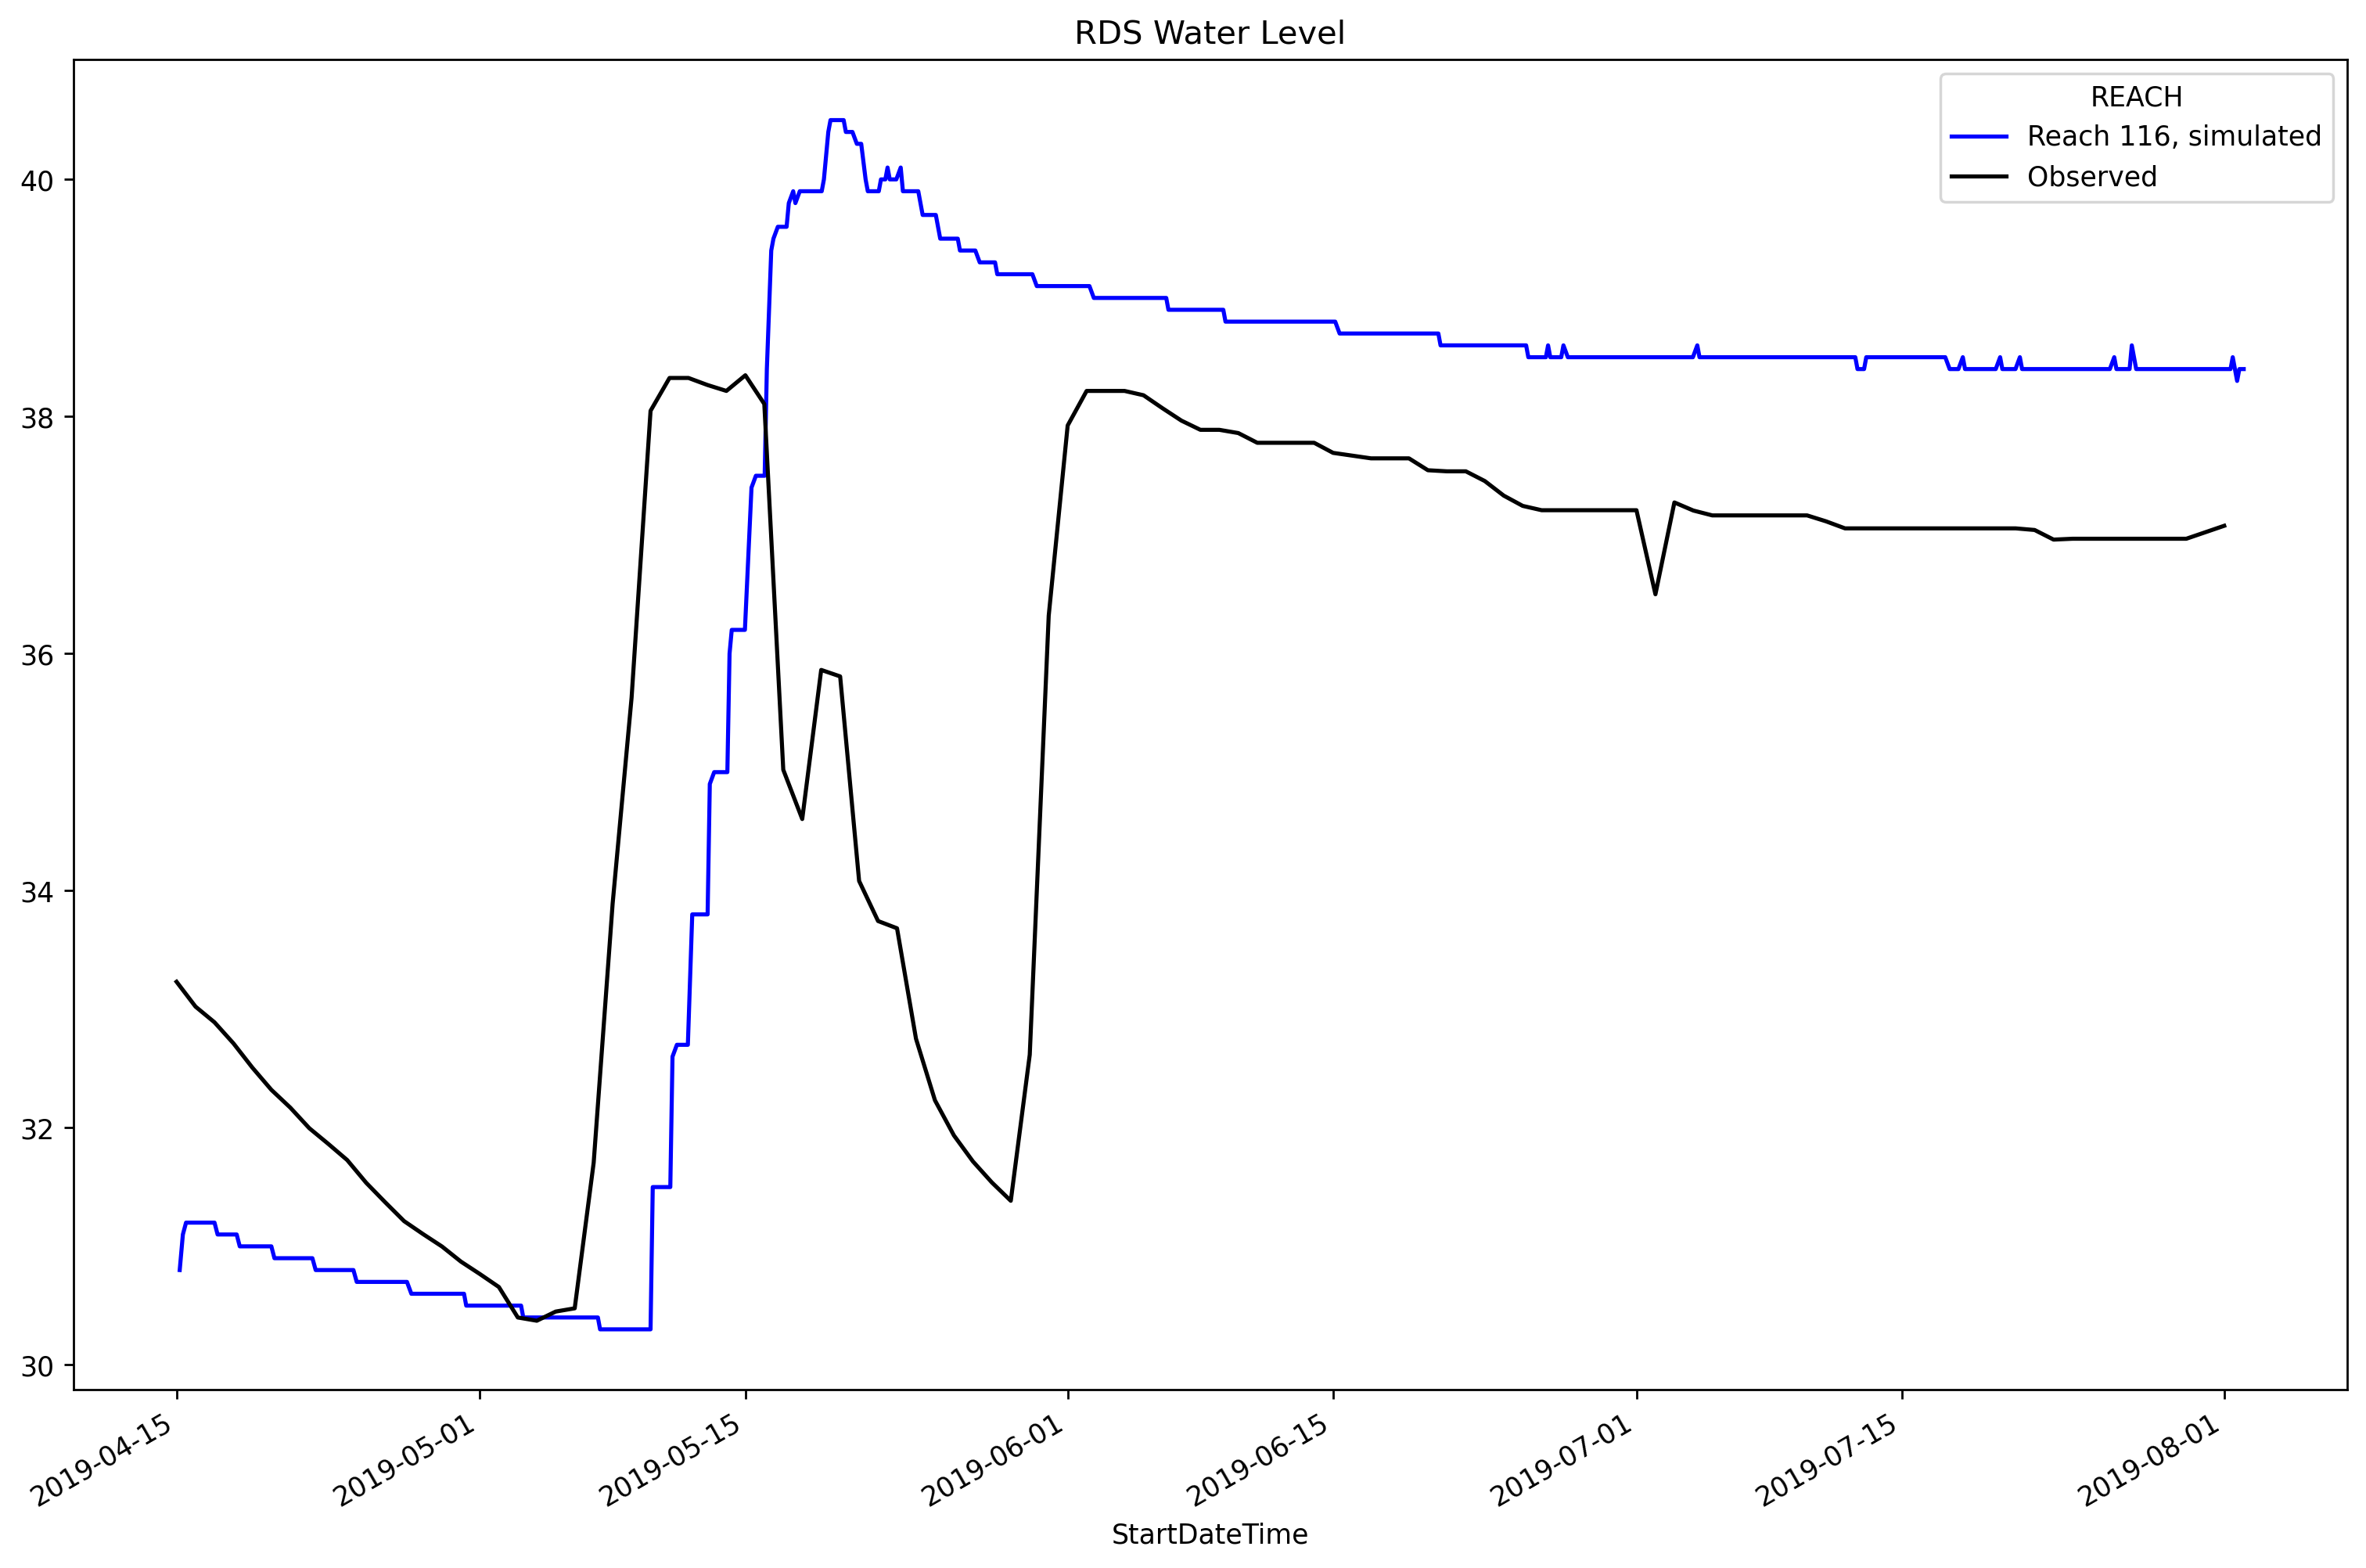 RDS Water Level
REACH
Reach 116, simulated
Observed
40
38
36
34
32
30
2019-04-15
2019-05-01
2019-05-15
2019-06-01
2019-06-15
2019-07-01
2019-07-15
2019-08-01
StartDateTime